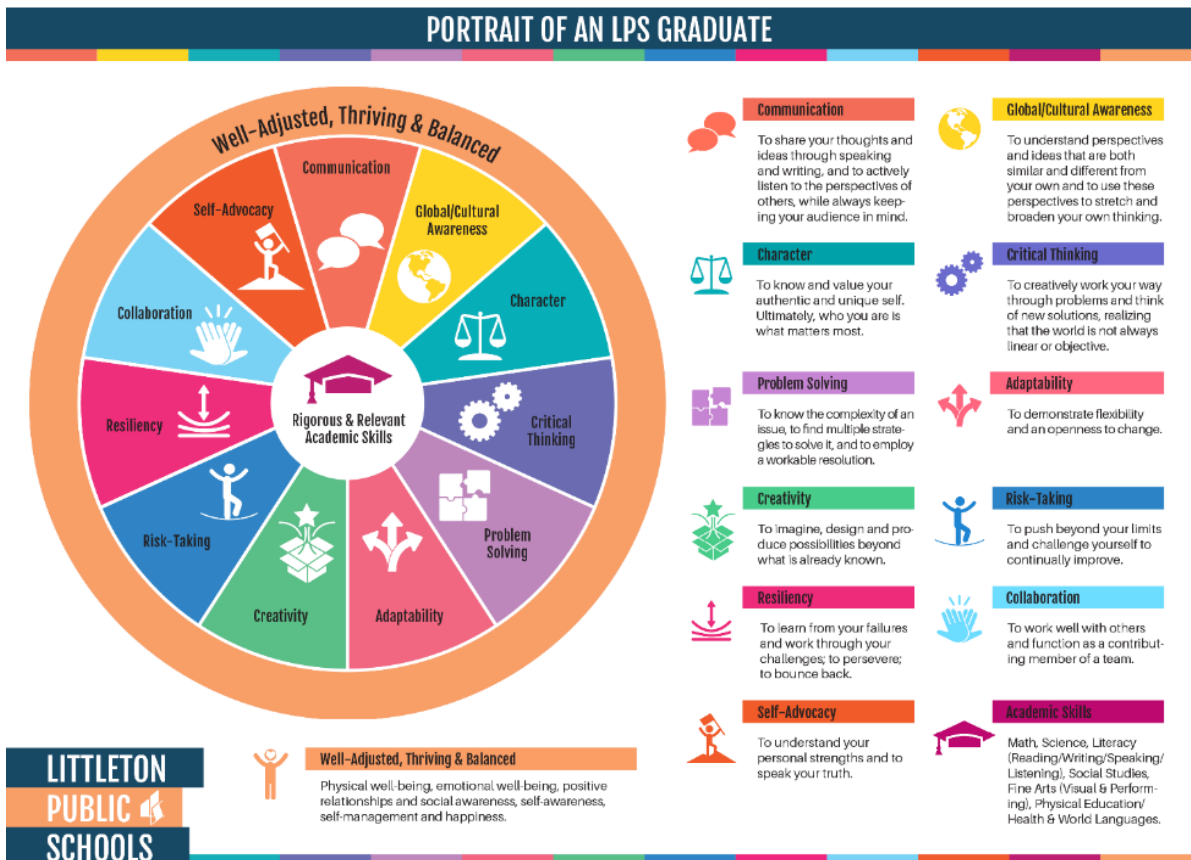 PORTRAIT OF AN LPS GRADUATE
Well-Adjusted, Thriving & Balanced
Communication
Global/Cultural
Awareness
Character
Critical
Thinking
Problem
Solving
Adaptability
Creativity
Risk-Taking
Resiliency
Collaboration
Self-Advocacy
Rigorous & Relevant
Academic Skills
Communication
To share your thoughts and
ideas through speaking
and writing, and to actively
listen to the perspectives of
others, while always keep-
ing your audience in mind.
Global/Cultural Awareness
To understand perspectives
and ideas that are both
similar and different from
your own and to use these
perspectives to stretch and
broaden your own thinking.
Character
To know and value your
authentic and unique self.
Ultimately, who you are is
what matters most.
Critical Thinking
To creatively work your way
through problems and think
of new solutions, realizing
that the world is not always
linear or objective.
Problem Solving
To know the complexity of an
issue, to find multiple strate-
gies to solve it, and to employ
a workable resolution.
Adaptability
To demonstrate flexibility
and an openness to change.
Creativity
To imagine, design and pro-
duce possibilities beyond
what is already known.
Risk-Taking
To push beyond your limits
and challenge yourself to
continually improve.
Resiliency
To learn from your failures
and work through your
challenges; to persevere;
to bounce back.
Collaboration
To work well with others
and function as a contribut-
ing member of a team.
Self-Advocacy
To understand your
personal strengths and to
speak your truth.
Academic Skills
Math, Science, Literacy
(Reading/Writing/Speaking/
Listening), Social Studies,
Fine Arts (Visual & Perform-
ing), Physical Education/
Health & World Languages.
Well-Adjusted, Thriving & Balanced
Physical well-being, emotional well-being, positive
relationships and social awareness, self-awareness,
self-management and happiness.
LITTLETON
PUBLIC
SCHOOLS